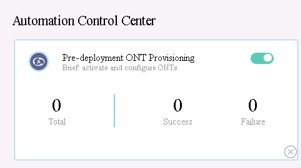 Automation Control Center
Pre-deployment ONT Provisioning
Brief: activate and configure ONTs.
0 0 0
Total Success Failure